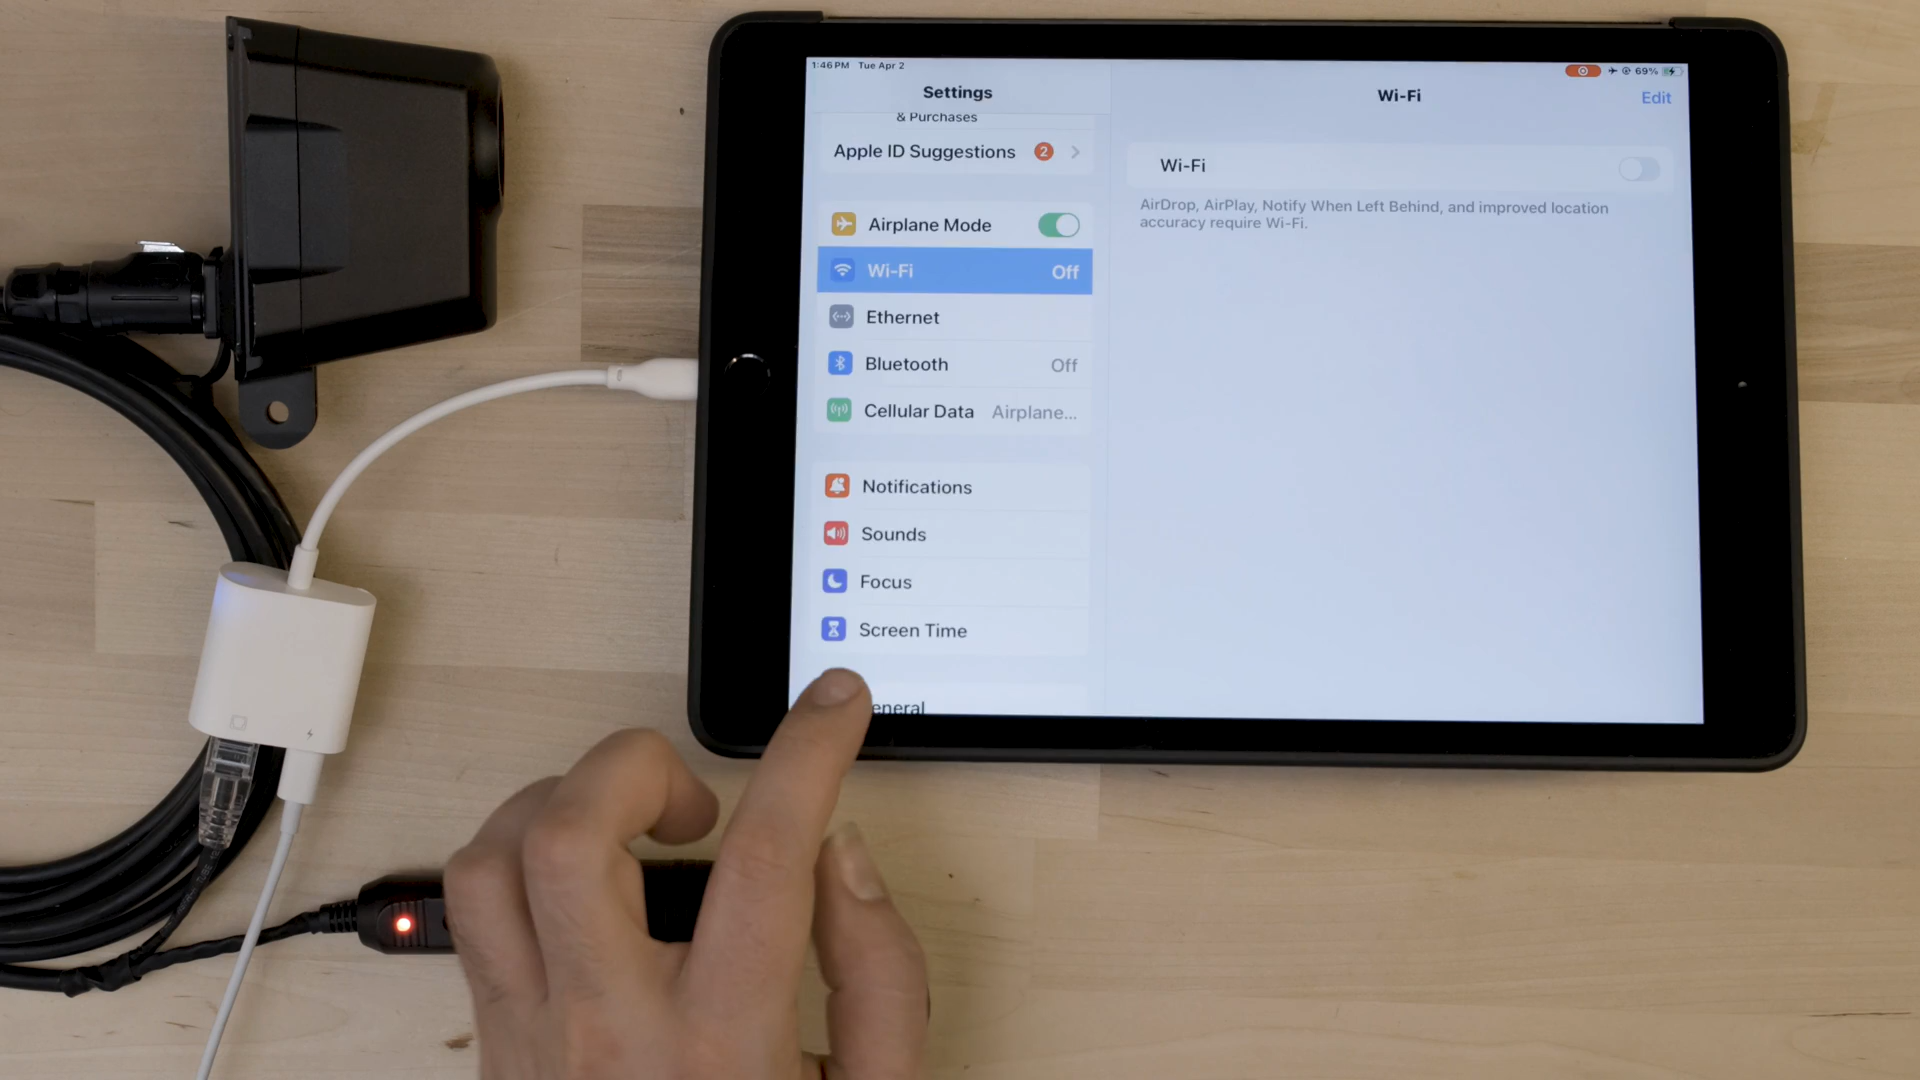 1:46 PM Tue Apr 2
69%
Settings
& Purchases
Apple ID Suggestions 2
Airplane Mode
Wi-Fi Off
Ethernet
Bluetooth Off
Cellular Data Airplane...
Notifications
Sounds
Focus
Screen Time
eneral
Wi-Fi
Edit
Wi-Fi
AirDrop, AirPlay, Notify When Left Behind, and improved location
accuracy require Wi-Fi.